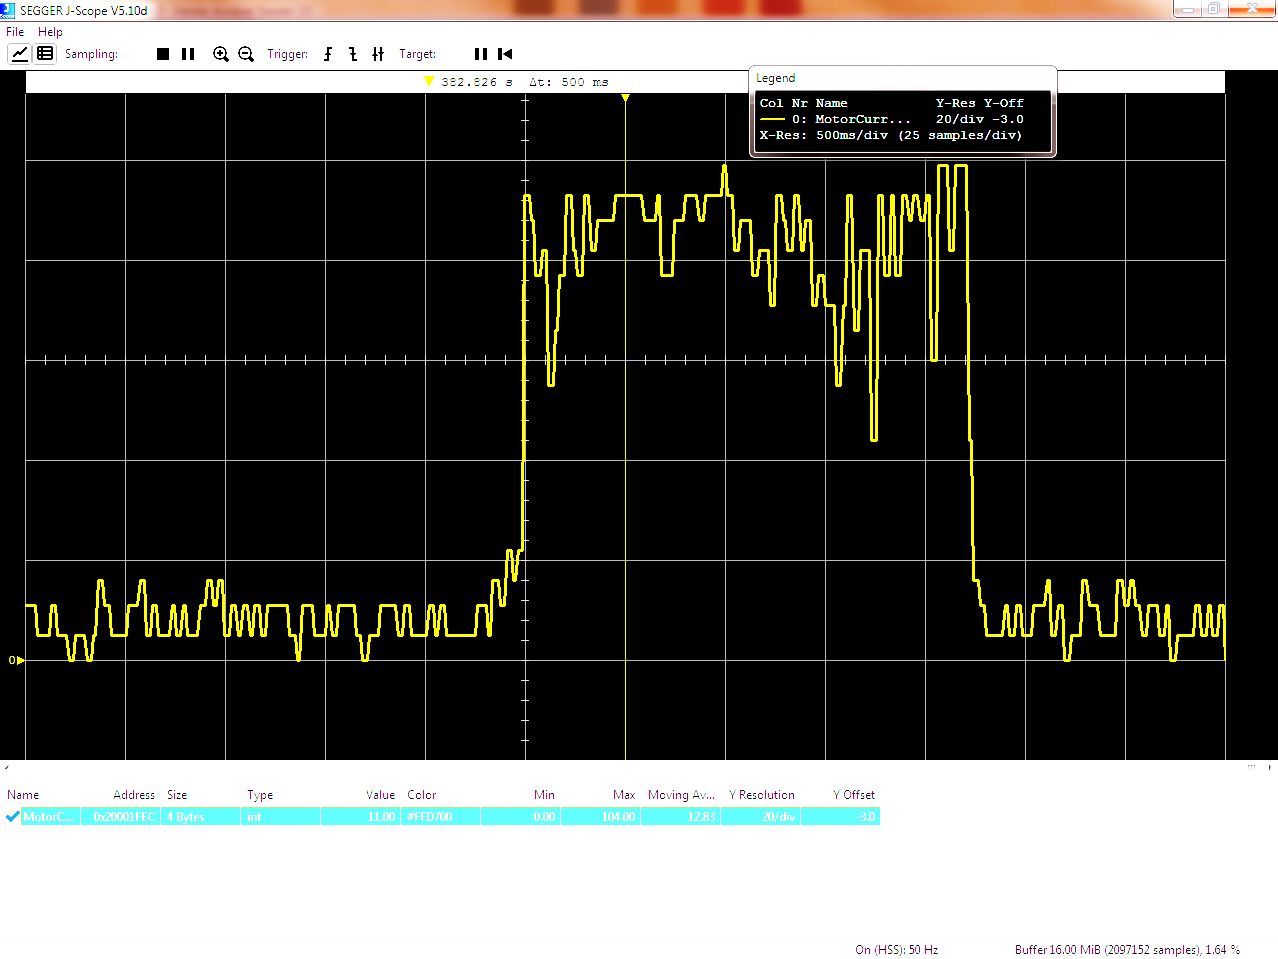 SEGGER J-Scope V5.10d
File Help
Sampling: Trigger: Target:
382.826 s Δt: 500 ms
Legend
Col Nr Name Y-Res Y-Off
0: MotorCurr... 20/div -3.0
X-Res: 500ms/div (25 samples/div)
0
Name Address Size Type Value Color Min Max Moving Av... Y Resolution Y Offset
MotorC... 0x20001FEC 4 Bytes int 11.00 #FFD700 0.00 104.00 12.83 20/div -3.0
On (HSS): 50 Hz Buffer 16.00 MiB (2097152 samples), 1.64 %